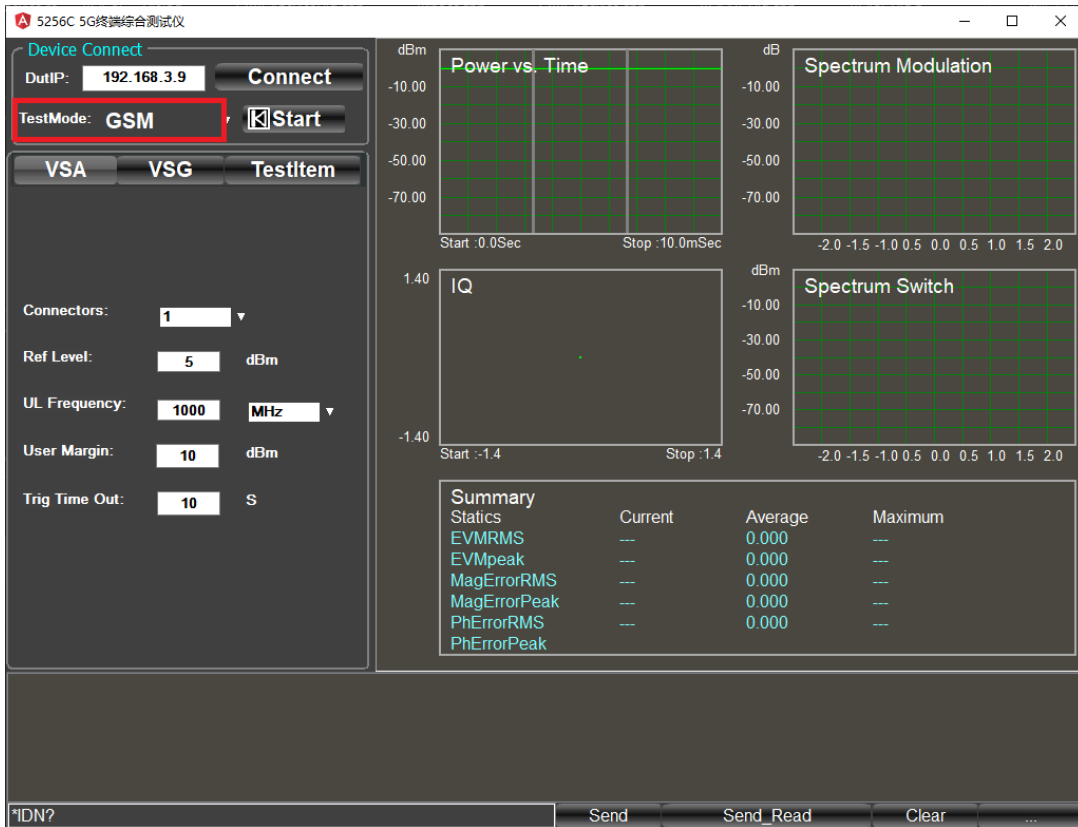 5256C 5G终端综合测试仪
Device Connect
DutIP: 192.168.3.9 Connect
TestMode: GSM Start
VSA VSG TestItem
Connectors: 1
Ref Level: 5 dBm
UL Frequency: 1000 MHz
User Margin: 10 dBm
Trig Time Out: 10 S
dBm
Power vs. Time
-10.00
-30.00
-50.00
-70.00
Start :0.0Sec Stop :10.0mSec
dB
Spectrum Modulation
-10.00
-30.00
-50.00
-70.00
-2.0 -1.5 -1.0 0.5 0.0 0.5 1.0 1.5 2.0
1.40
IQ
-1.40
Start :-1.4 Stop :1.4
dBm
Spectrum Switch
-10.00
-30.00
-50.00
-70.00
-2.0 -1.5 -1.0 0.5 0.0 0.5 1.0 1.5 2.0
Summary
Statics Current Average Maximum
EVMRMS --- 0.000 ---
EVMpeak --- 0.000 ---
MagErrorRMS --- 0.000 ---
MagErrorPeak --- 0.000 ---
PhErrorRMS --- 0.000 ---
PhErrorPeak
*IDN? Send Send_Read Clear ...